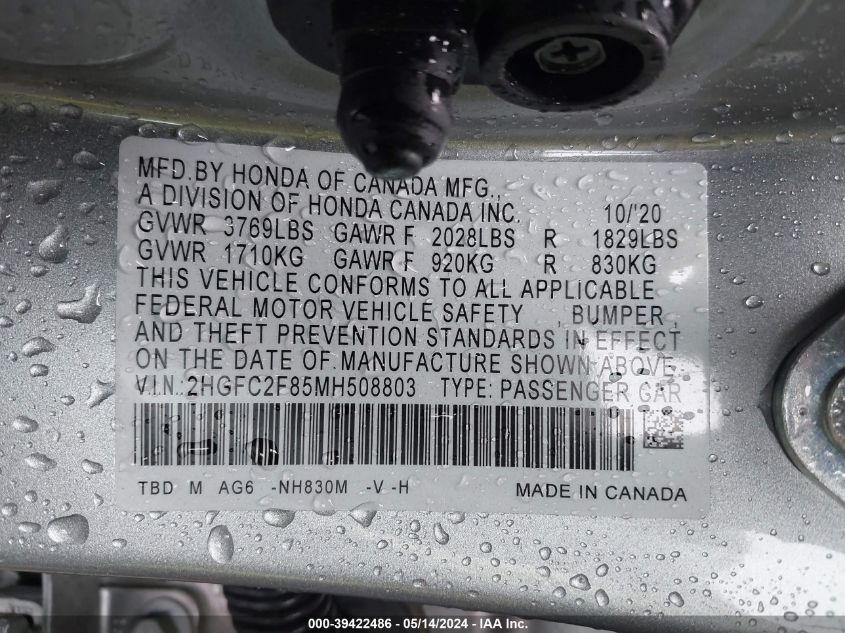 MFD.BY HONDA OF CANADA MFG.,
A DIVISION OF HONDA CANADA INC. 10/'20
GVWR 3769LBS GAWR F 2028LBS R 1829LBS
GVWR 1710KG GAWR F 920KG R 830KG
THIS VEHICLE CONFORMS TO ALL APPLICABLE
FEDERAL MOTOR VEHICLE SAFETY, BUMPER,
AND THEFT PREVENTION STANDARDS IN EFFECT
ON THE DATE OF MANUFACTURE SHOWN ABOVE.
V.I.N.:2HGFC2F85MH508803 TYPE: PASSENGER CAR
TBD M AG6 -NH830M -V -H MADE IN CANADA
000-39422486 - 05/14/2024 - IAAI Inc.